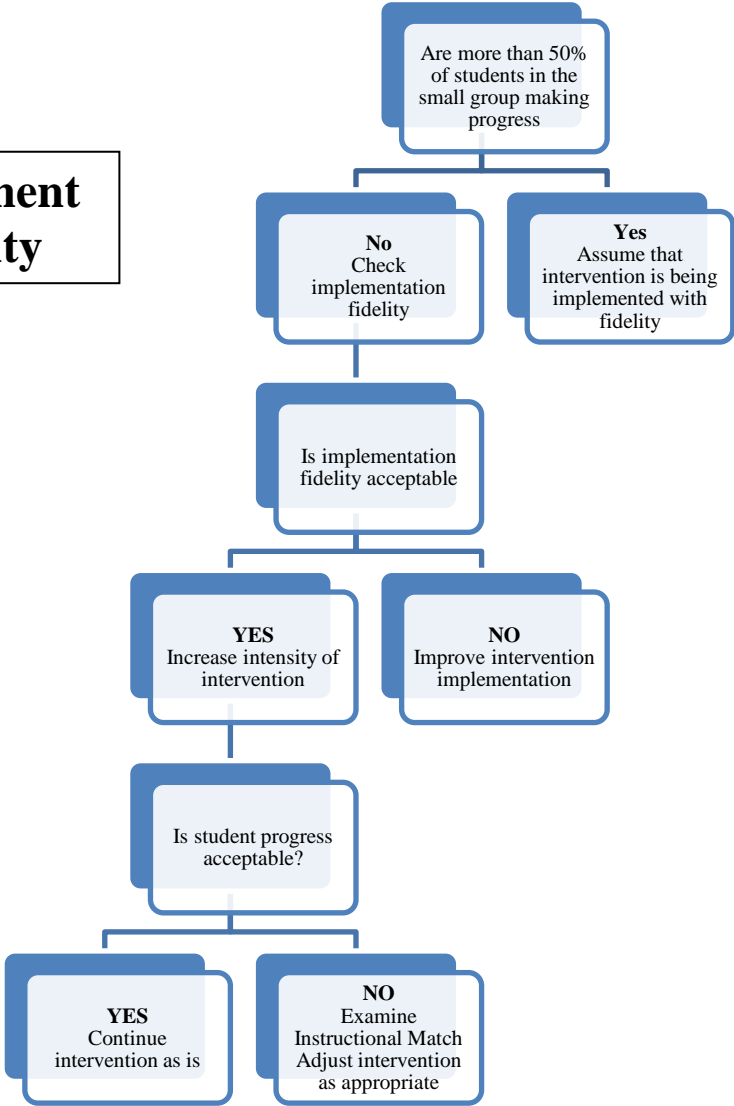 Are more than 50%
of students in the
small group making
progress
No
Check
implementation
fidelity
Yes
Assume that
intervention is being
implemented with
fidelity
Is implementation
fidelity acceptable
YES
Increase intensity of
intervention
NO
Improve intervention
implementation
Is student progress
acceptable?
YES
Continue
intervention as is
NO
Examine
Instructional Match
Adjust intervention
as appropriate